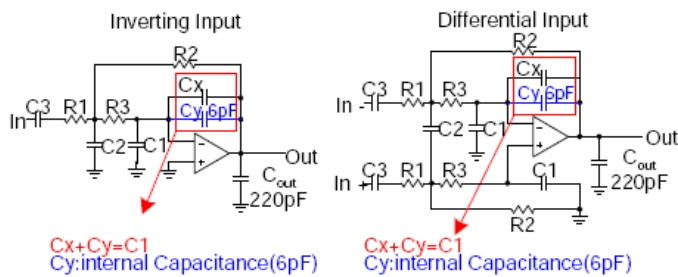 Inverting Input
Differential Input
R2
Cx
Cy 6pF
C3 R1 R3
In
C2 C1
Out
Cout
220pF
Cx+Cy=C1
Cy:internal Capacitance(6pF)
R2
Cx
Cy 6pF
In - C3 R1 R3
C2 C1
Out
In + C3 R1 R3 C1
Cout
220pF
R2
Cx+Cy=C1
Cy:internal Capacitance(6pF)